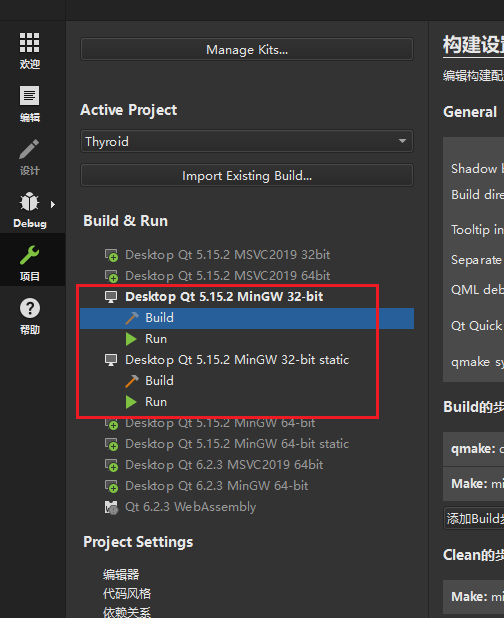 欢迎
编辑
设计
Debug
项目
帮助
Manage Kits...
Active Project
Thyroid
Import Existing Build...
Build & Run
Desktop Qt 5.15.2 MSVC2019 32bit
Desktop Qt 5.15.2 MSVC2019 64bit
Desktop Qt 5.15.2 MinGW 32-bit
Build
Run
Desktop Qt 5.15.2 MinGW 32-bit static
Build
Run
Desktop Qt 5.15.2 MinGW 64-bit
Desktop Qt 5.15.2 MinGW 64-bit static
Desktop Qt 6.2.3 MSVC2019 64bit
Desktop Qt 6.2.3 MinGW 64-bit
Qt 6.2.3 WebAssembly
Project Settings
编辑器
代码风格
依赖关系
构建设
编辑构建配
General
Shadow b
Build dire
Tooltip in
Separate
QML deb
Qt Quick
qmake sy
Build的步
qmake: q
Make: mi
添加Build步
Clean的步
Make: mi